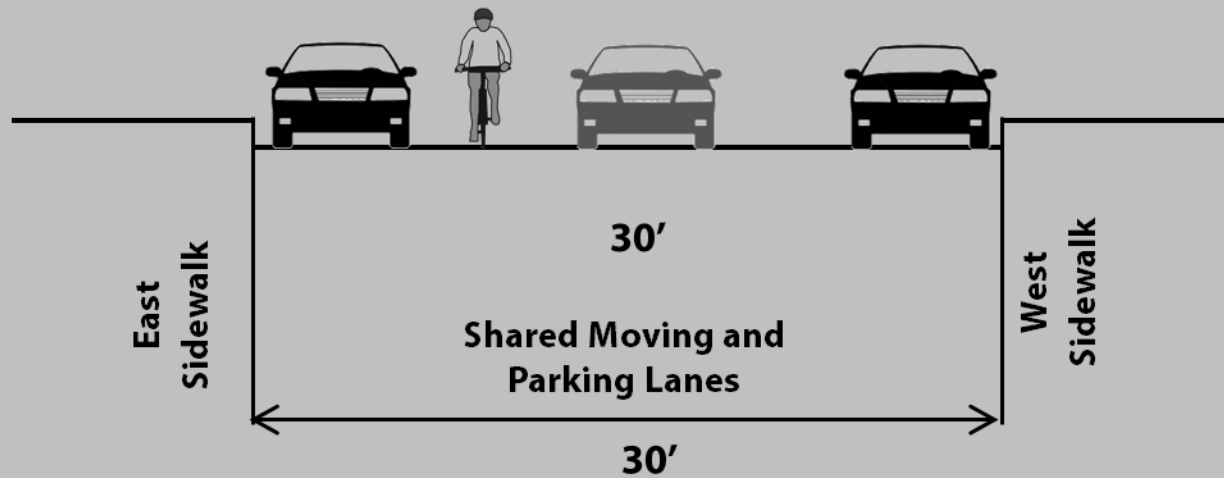 30′
East
Sidewalk
Shared Moving and
Parking Lanes
West
Sidewalk
30′